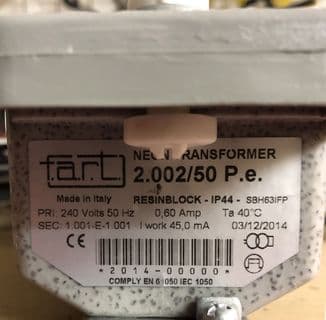 f.a.r.t. NEON TRANSFORMER
2.002/50 P.e.
Made in Italy RESINBLOCK - IP44 - SBH63IFP
PRI: 240 Volts 50 Hz 0,60 Amp Ta 40°C
SEC: 1.001-E-1.001 I work 45,0 mA 03/12/2014
CE
*2014-00000*
COMPLY EN 61050 IEC 1050